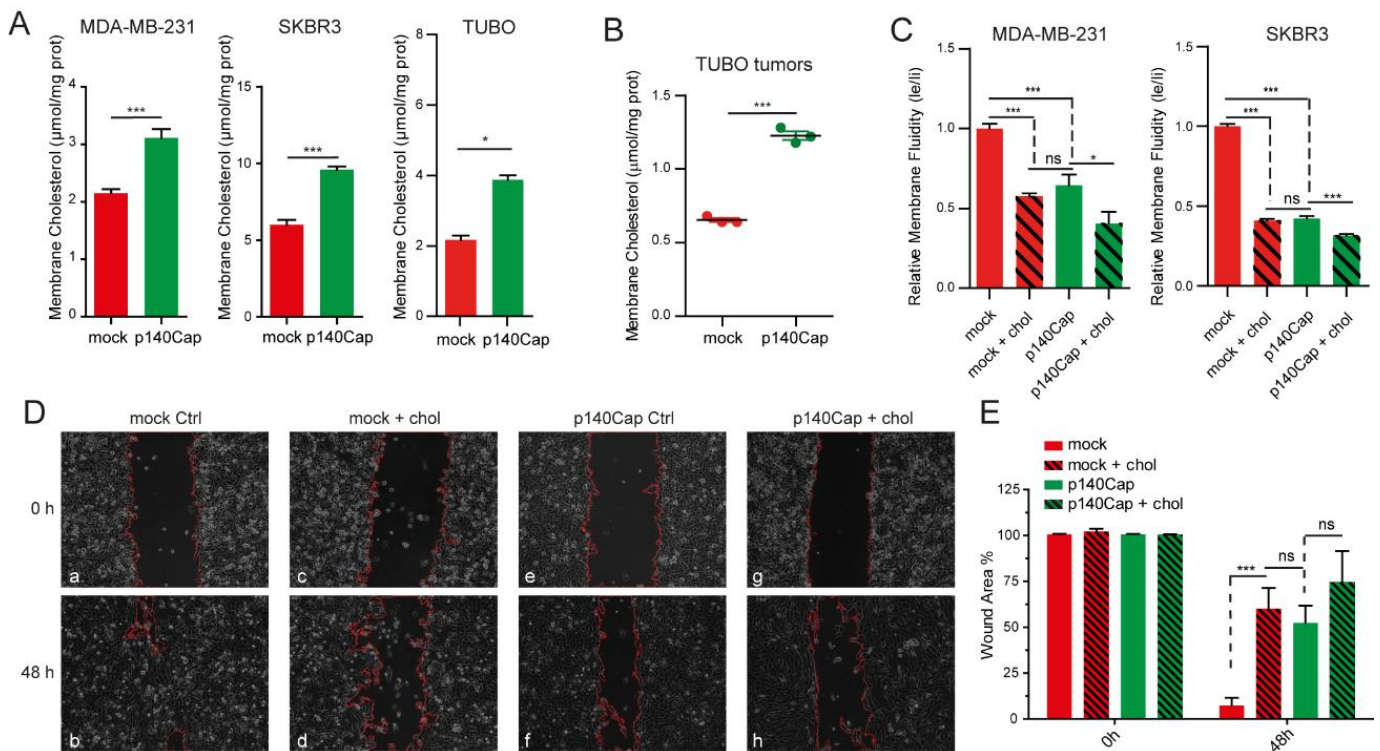 A
MDA-MB-231
SKBR3
TUBO
Membrane Cholesterol (µmol/mg prot)
4
3
2
1
0
***
mock p140Cap
Membrane Cholesterol (µmol/mg prot)
15
10
5
0
***
mock p140Cap
Membrane Cholesterol (µmol/mg prot)
8
6
4
2
0
*
mock p140Cap
B
TUBO tumors
Membrane Cholesterol (µmol/mg prot)
1.5
1.0
0.5
0.0
***
mock p140Cap
C
MDA-MB-231
Relative Membrane Fluidity (Ie/Ii)
1.5
1.0
0.5
0.0
***
***
ns
*
mock
mock + chol
p140Cap
p140Cap + chol
SKBR3
Relative Membrane Fluidity (Ie/Ii)
1.5
1.0
0.5
0.0
***
***
ns
***
mock
mock + chol
p140Cap
p140Cap + chol
D
mock Ctrl
mock + chol
p140Cap Ctrl
p140Cap + chol
0 h
a
c
e
g
48 h
b
d
f
h
E
mock
mock + chol
p140Cap
p140Cap + chol
Wound Area %
125
100
75
50
25
0
***
ns
ns
0h
48h